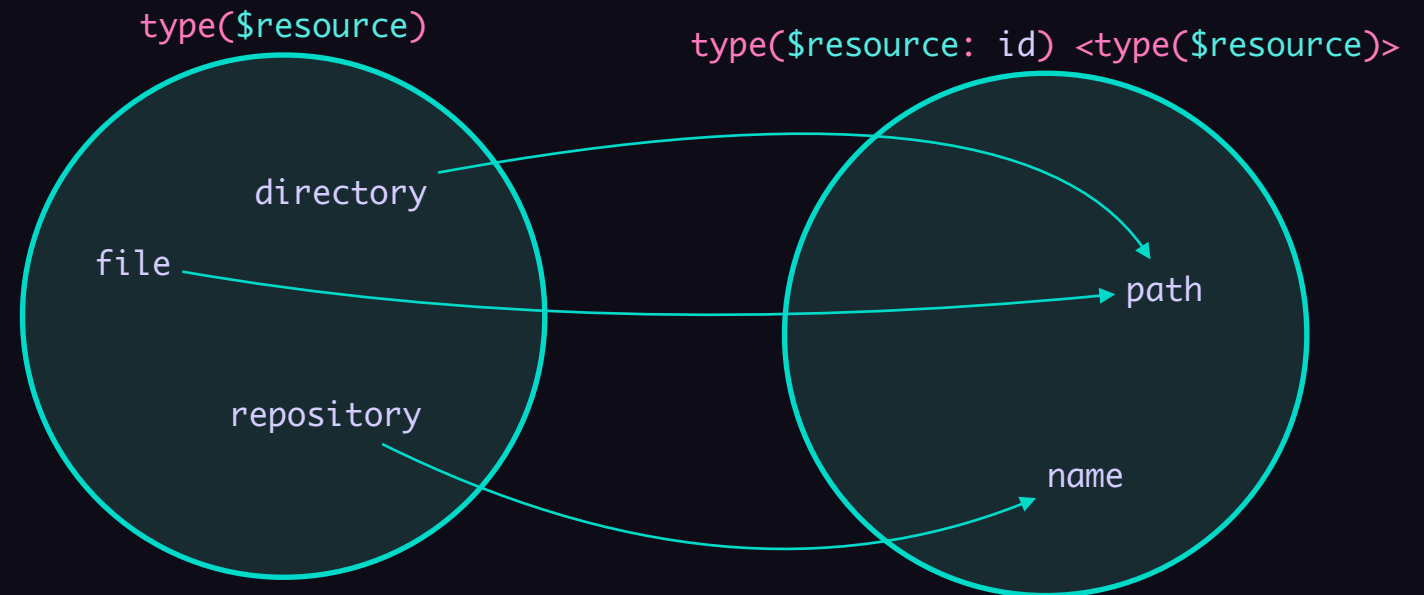 type($resource)
type($resource: id) <type($resource)>
directory
file
path
repository
name